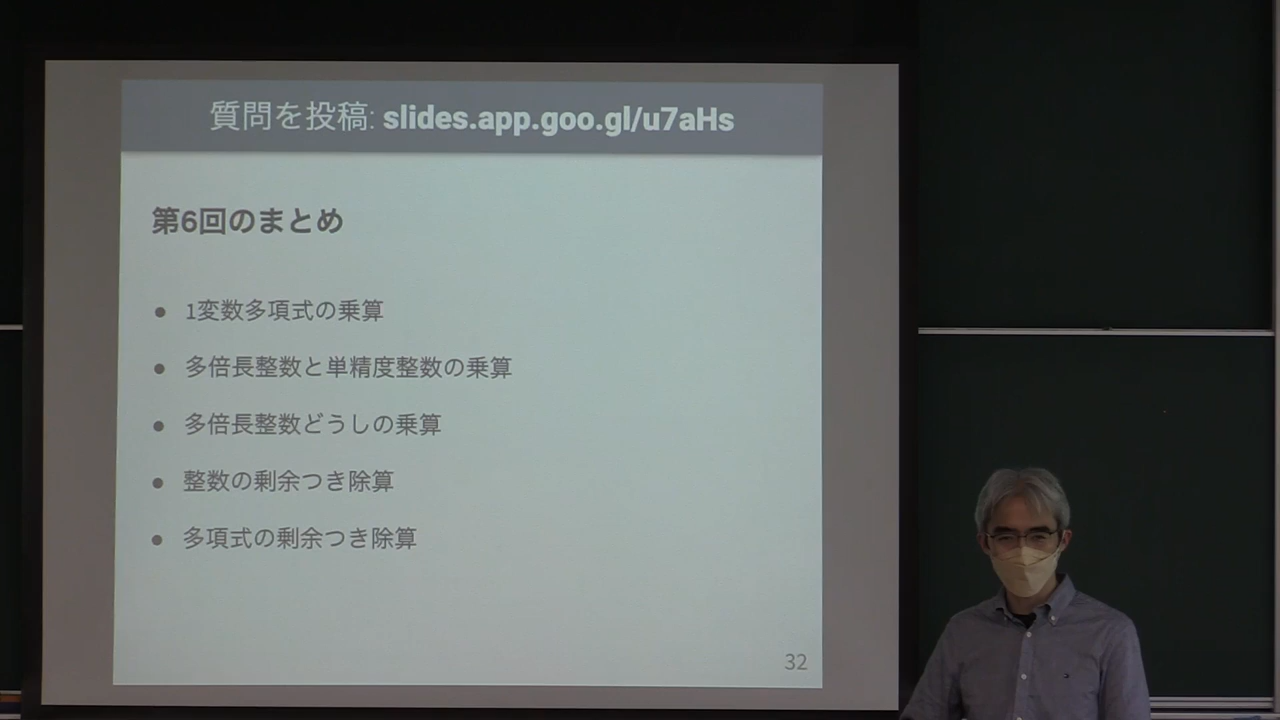 質問を投稿: slides.app.goo.gl/u7aHs
第6回のまとめ
● 1変数多項式の乗算
● 多倍長整数と単精度整数の乗算
● 多倍長整数どうしの乗算
● 整数の剰余つき除算
● 多項式の剰余つき除算
32